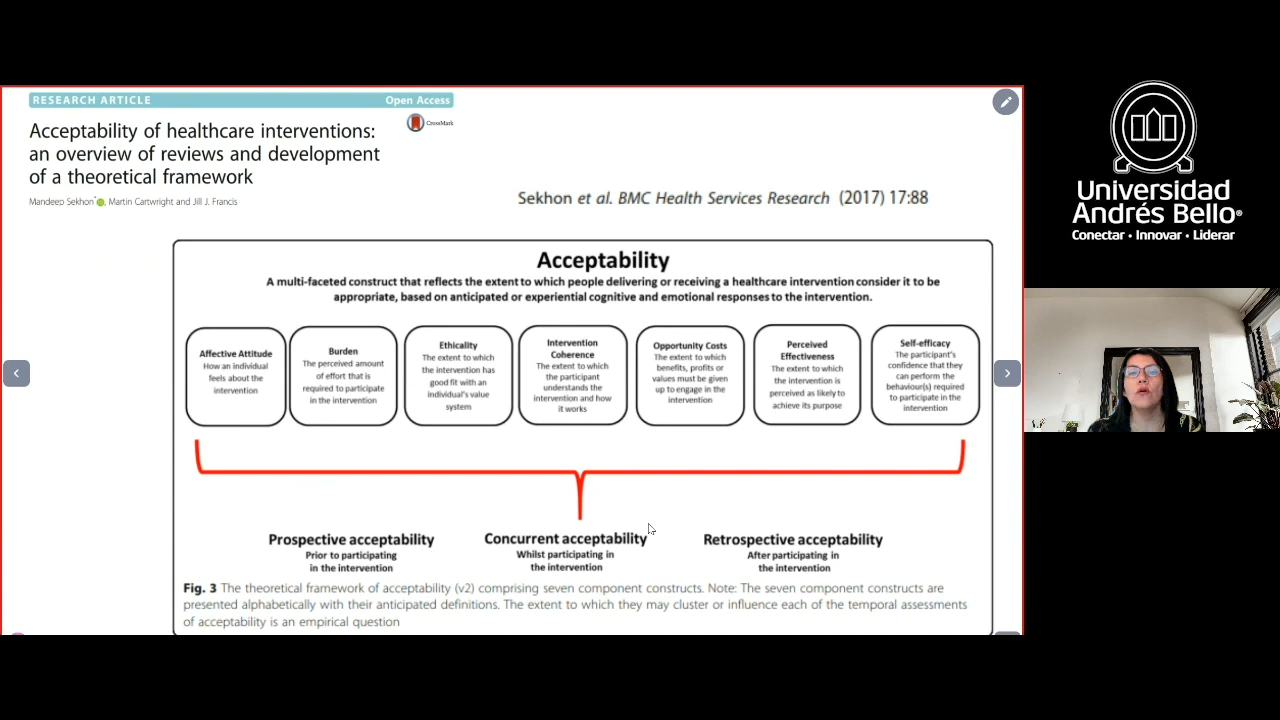 RESEARCH ARTICLE
Open Access
Acceptability of healthcare interventions:
an overview of reviews and development
of a theoretical framework
CrossMark
Mandeep Sekhon*, Martin Cartwright and Jill J. Francis
Sekhon et al. BMC Health Services Research (2017) 17:88
Acceptability
A multi-faceted construct that reflects the extent to which people delivering or receiving a healthcare intervention consider it to be
appropriate, based on anticipated or experiential cognitive and emotional responses to the intervention.
Affective Attitude
How an individual
feels about the
intervention
Burden
The perceived amount
of effort that is
required to participate
in the intervention
Ethicality
The extent to which
the intervention has
good fit with an
individual's value
system
Intervention
Coherence
The extent to which
the participant
understands the
intervention and how
it works
Opportunity Costs
The extent to which
benefits, profits or
values must be given
up to engage in the
intervention
Perceived
Effectiveness
The extent to which
the intervention is
perceived as likely to
achieve its purpose
Self-efficacy
The participant's
confidence that they
can perform the
behaviour(s) required
to participate in the
intervention
Prospective acceptability
Prior to participating
in the intervention
Concurrent acceptability
Whilst participating in
the intervention
Retrospective acceptability
After participating in
the intervention
Fig. 3 The theoretical framework of acceptability (v2) comprising seven component constructs. Note: The seven component constructs are
presented alphabetically with their anticipated definitions. The extent to which they may cluster or influence each of the temporal assessments
of acceptability is an empirical question
Universidad
Andrés Bello®
Conectar • Innovar • Liderar